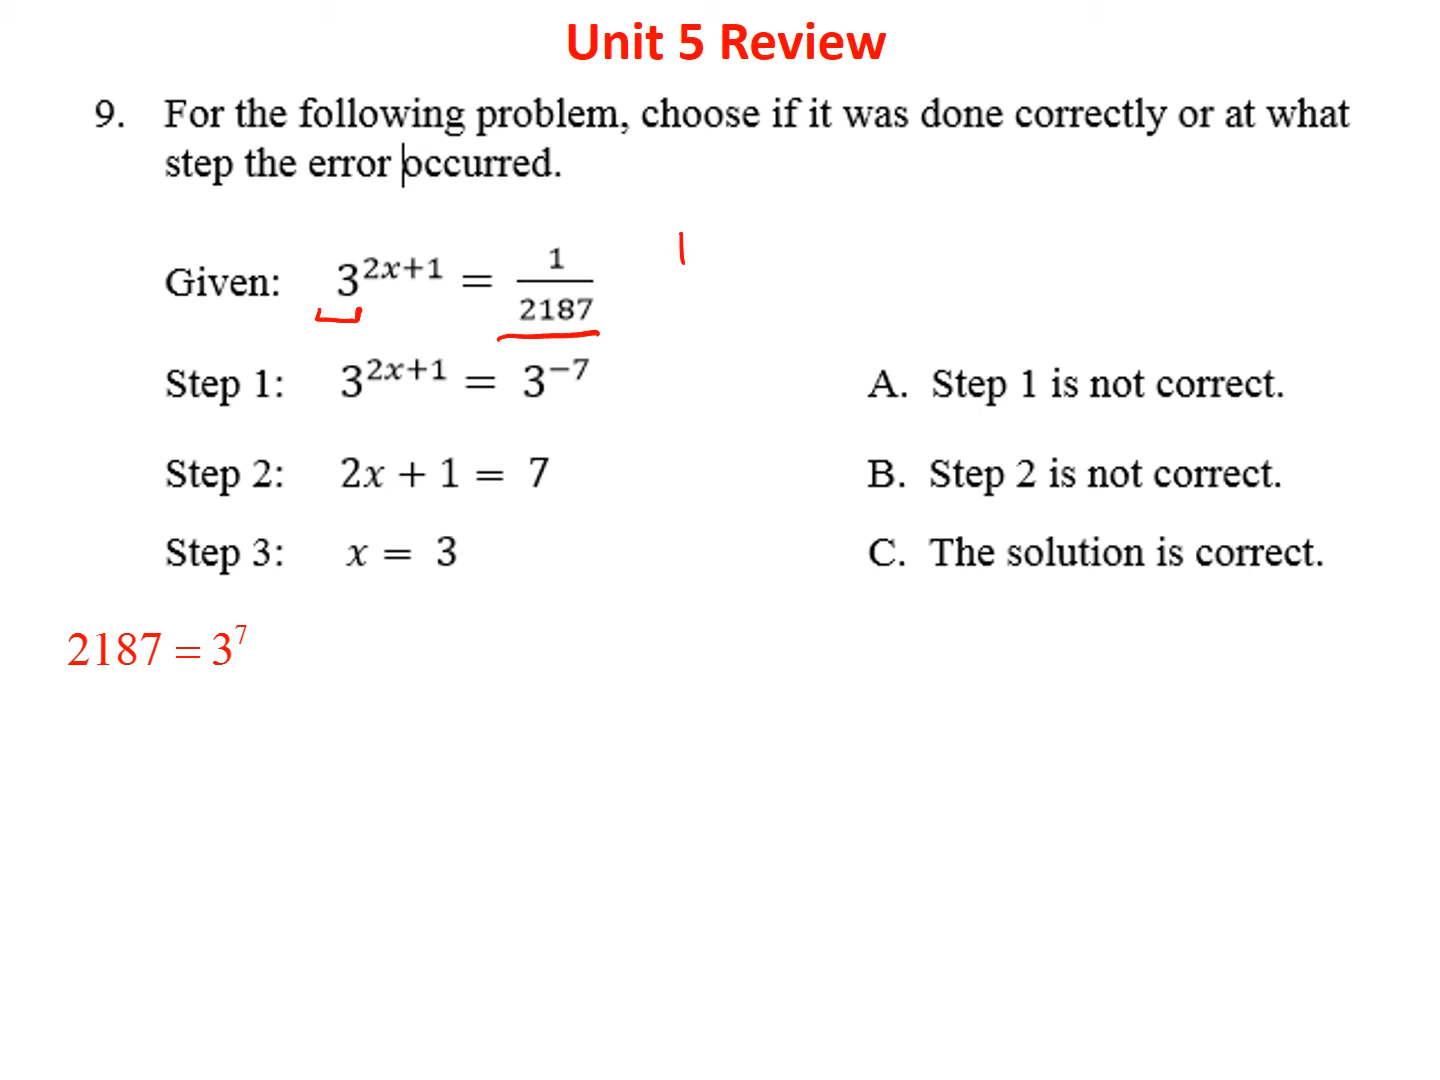 Unit 5 Review
9. For the following problem, choose if it was done correctly or at what
step the error occurred.
Given: 3^{2x+1} = \frac{1}{2187}
Step 1: 3^{2x+1} = 3^{-7} A. Step 1 is not correct.
Step 2: 2x + 1 = 7 B. Step 2 is not correct.
Step 3: x = 3 C. The solution is correct.
2187 = 3^7